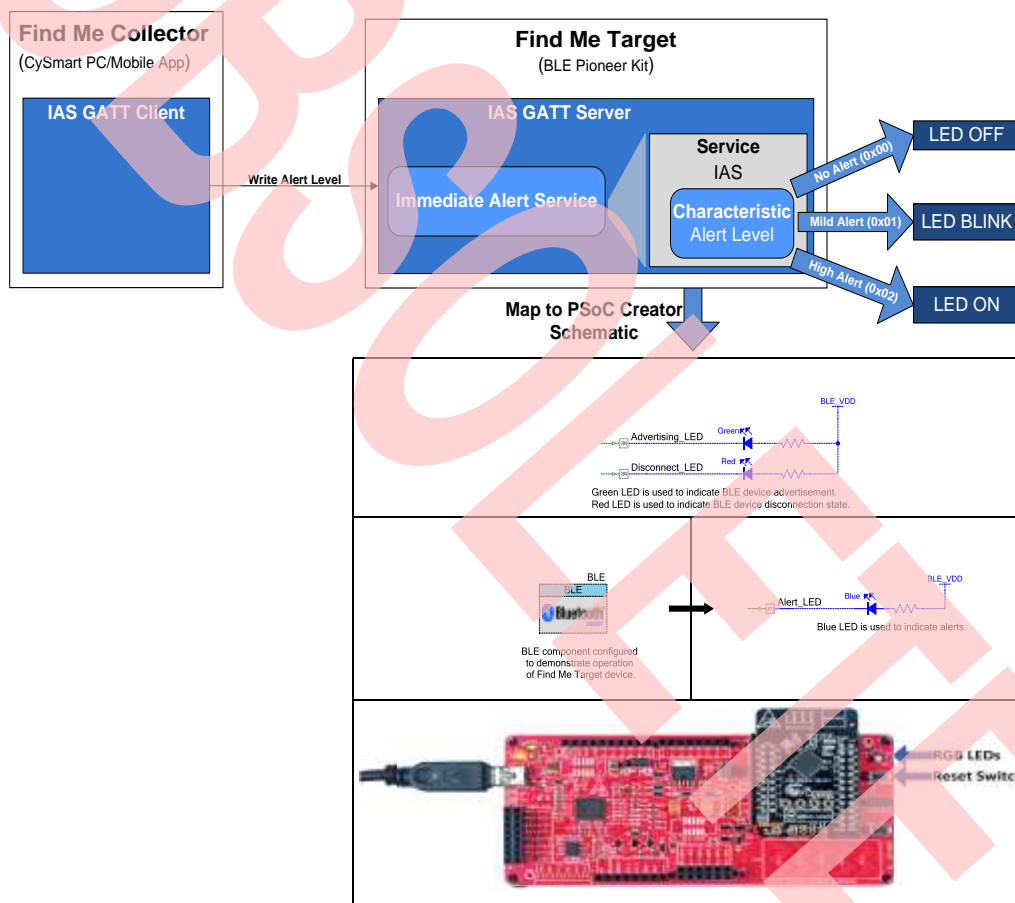 Find Me Collector
(CySmart PC/Mobile App)
IAS GATT Client
Write Alert Level
Find Me Target
(BLE Pioneer Kit)
IAS GATT Server
Immediate Alert Service
Service
IAS
Characteristic
Alert Level
No Alert (0x00)
Mild Alert (0x01)
High Alert (0x02)
LED OFF
LED BLINK
LED ON
Map to PSoC Creator
Schematic
BLE_VDD
Green
Advertising_LED
Red
Disconnect_LED
Green LED is used to indicate BLE device advertisement.
Red LED is used to indicate BLE device disconnection state.
BLE
BLE
Bluetooth
BLE component configured
to demonstrate operation
of Find Me Target device.
BLE_VDD
Blue
Alert_LED
Blue LED is used to indicate alerts.
RGB LEDs
Reset Switc